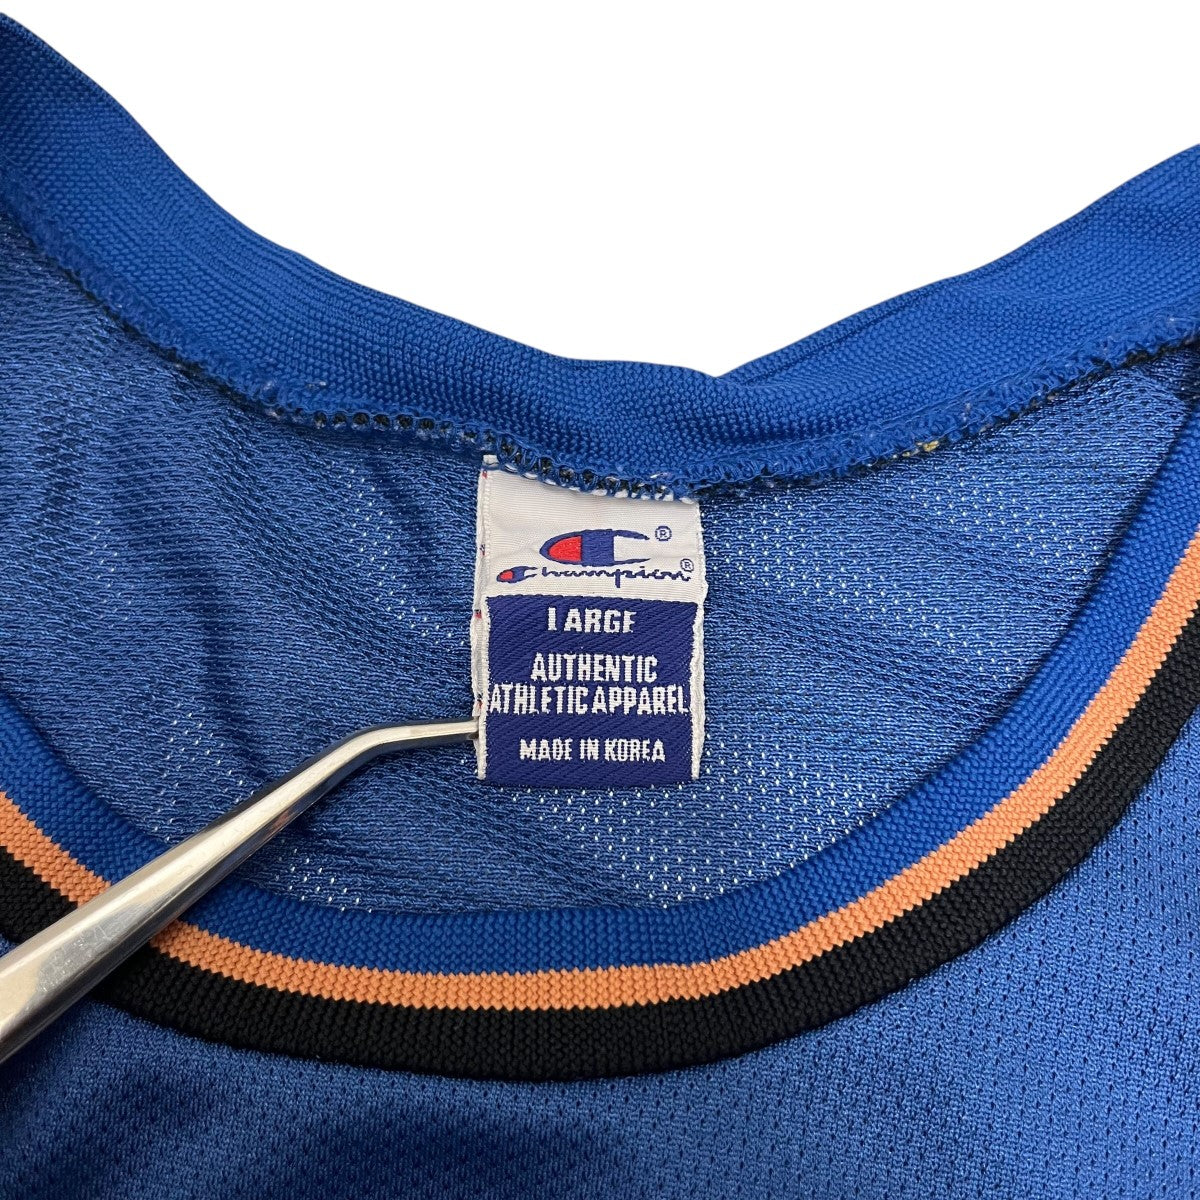 ®
Champion®
LARGE
AUTHENTIC
ATHLETIC APPAREL
MADE IN KOREA